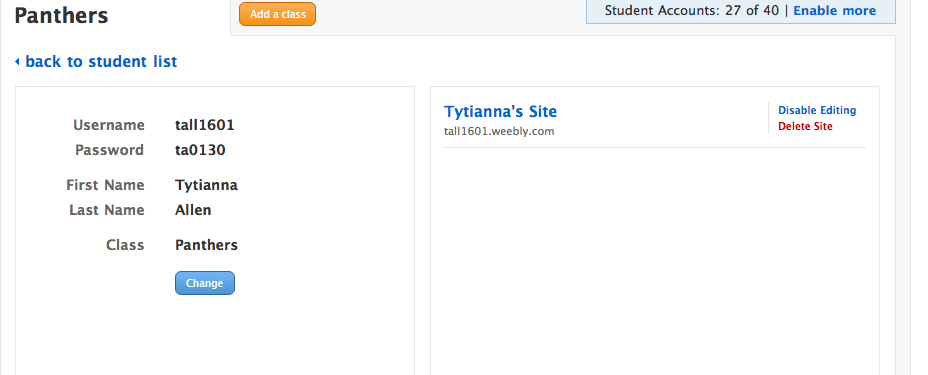 Panthers
Add a class
Student Accounts: 27 of 40 | Enable more
back to student list
Username tall1601
Password ta0130
First Name Tytianna
Last Name Allen
Class Panthers
Change
Tytianna's Site
tall1601.weebly.com
Disable Editing
Delete Site